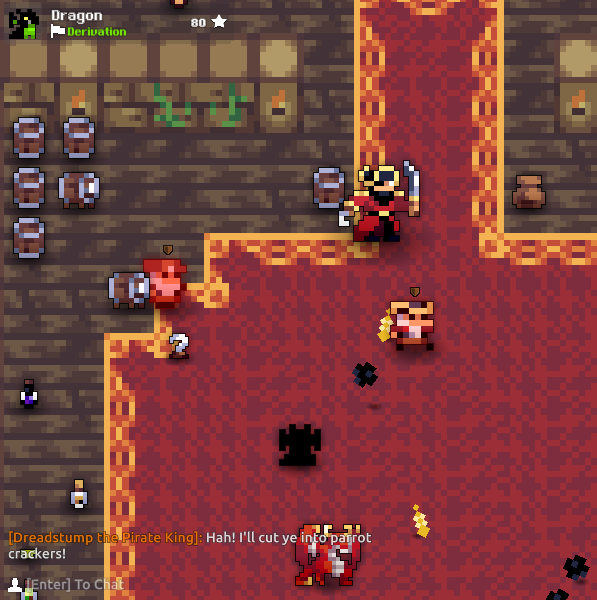 Dragon
80
Derivation
[Dreadstump the Pirate King]: Hah! I'll cut ye into parrot
crackers!
[Enter] To Chat